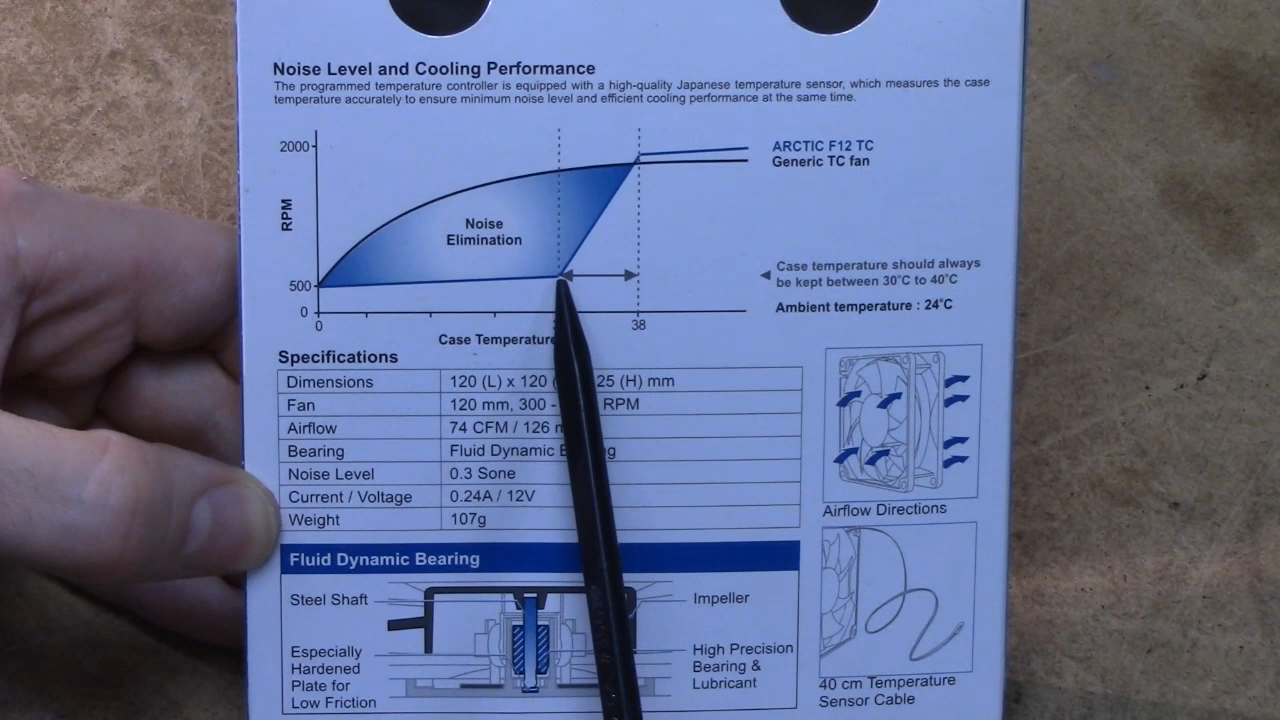 Noise Level and Cooling Performance
The programmed temperature controller is equipped with a high-quality Japanese temperature sensor, which measures the case
temperature accurately to ensure minimum noise level and efficient cooling performance at the same time.
2000
ARCTIC F12 TC
Generic TC fan
RPM
Noise
Elimination
Case temperature should always
be kept between 30°C to 40°C
500
0
Ambient temperature : 24°C
0
38
Case Temperature
Specifications
Dimensions 120 (L) x 120 25 (H) mm
Fan 120 mm, 300 - RPM
Airflow 74 CFM / 126
Bearing Fluid Dynamic
Noise Level 0.3 Sone
Current / Voltage 0.24A / 12V
Weight 107g
Airflow Directions
Fluid Dynamic Bearing
Steel Shaft
Impeller
Especially
Hardened
Plate for
Low Friction
High Precision
Bearing &
Lubricant
40 cm Temperature
Sensor Cable